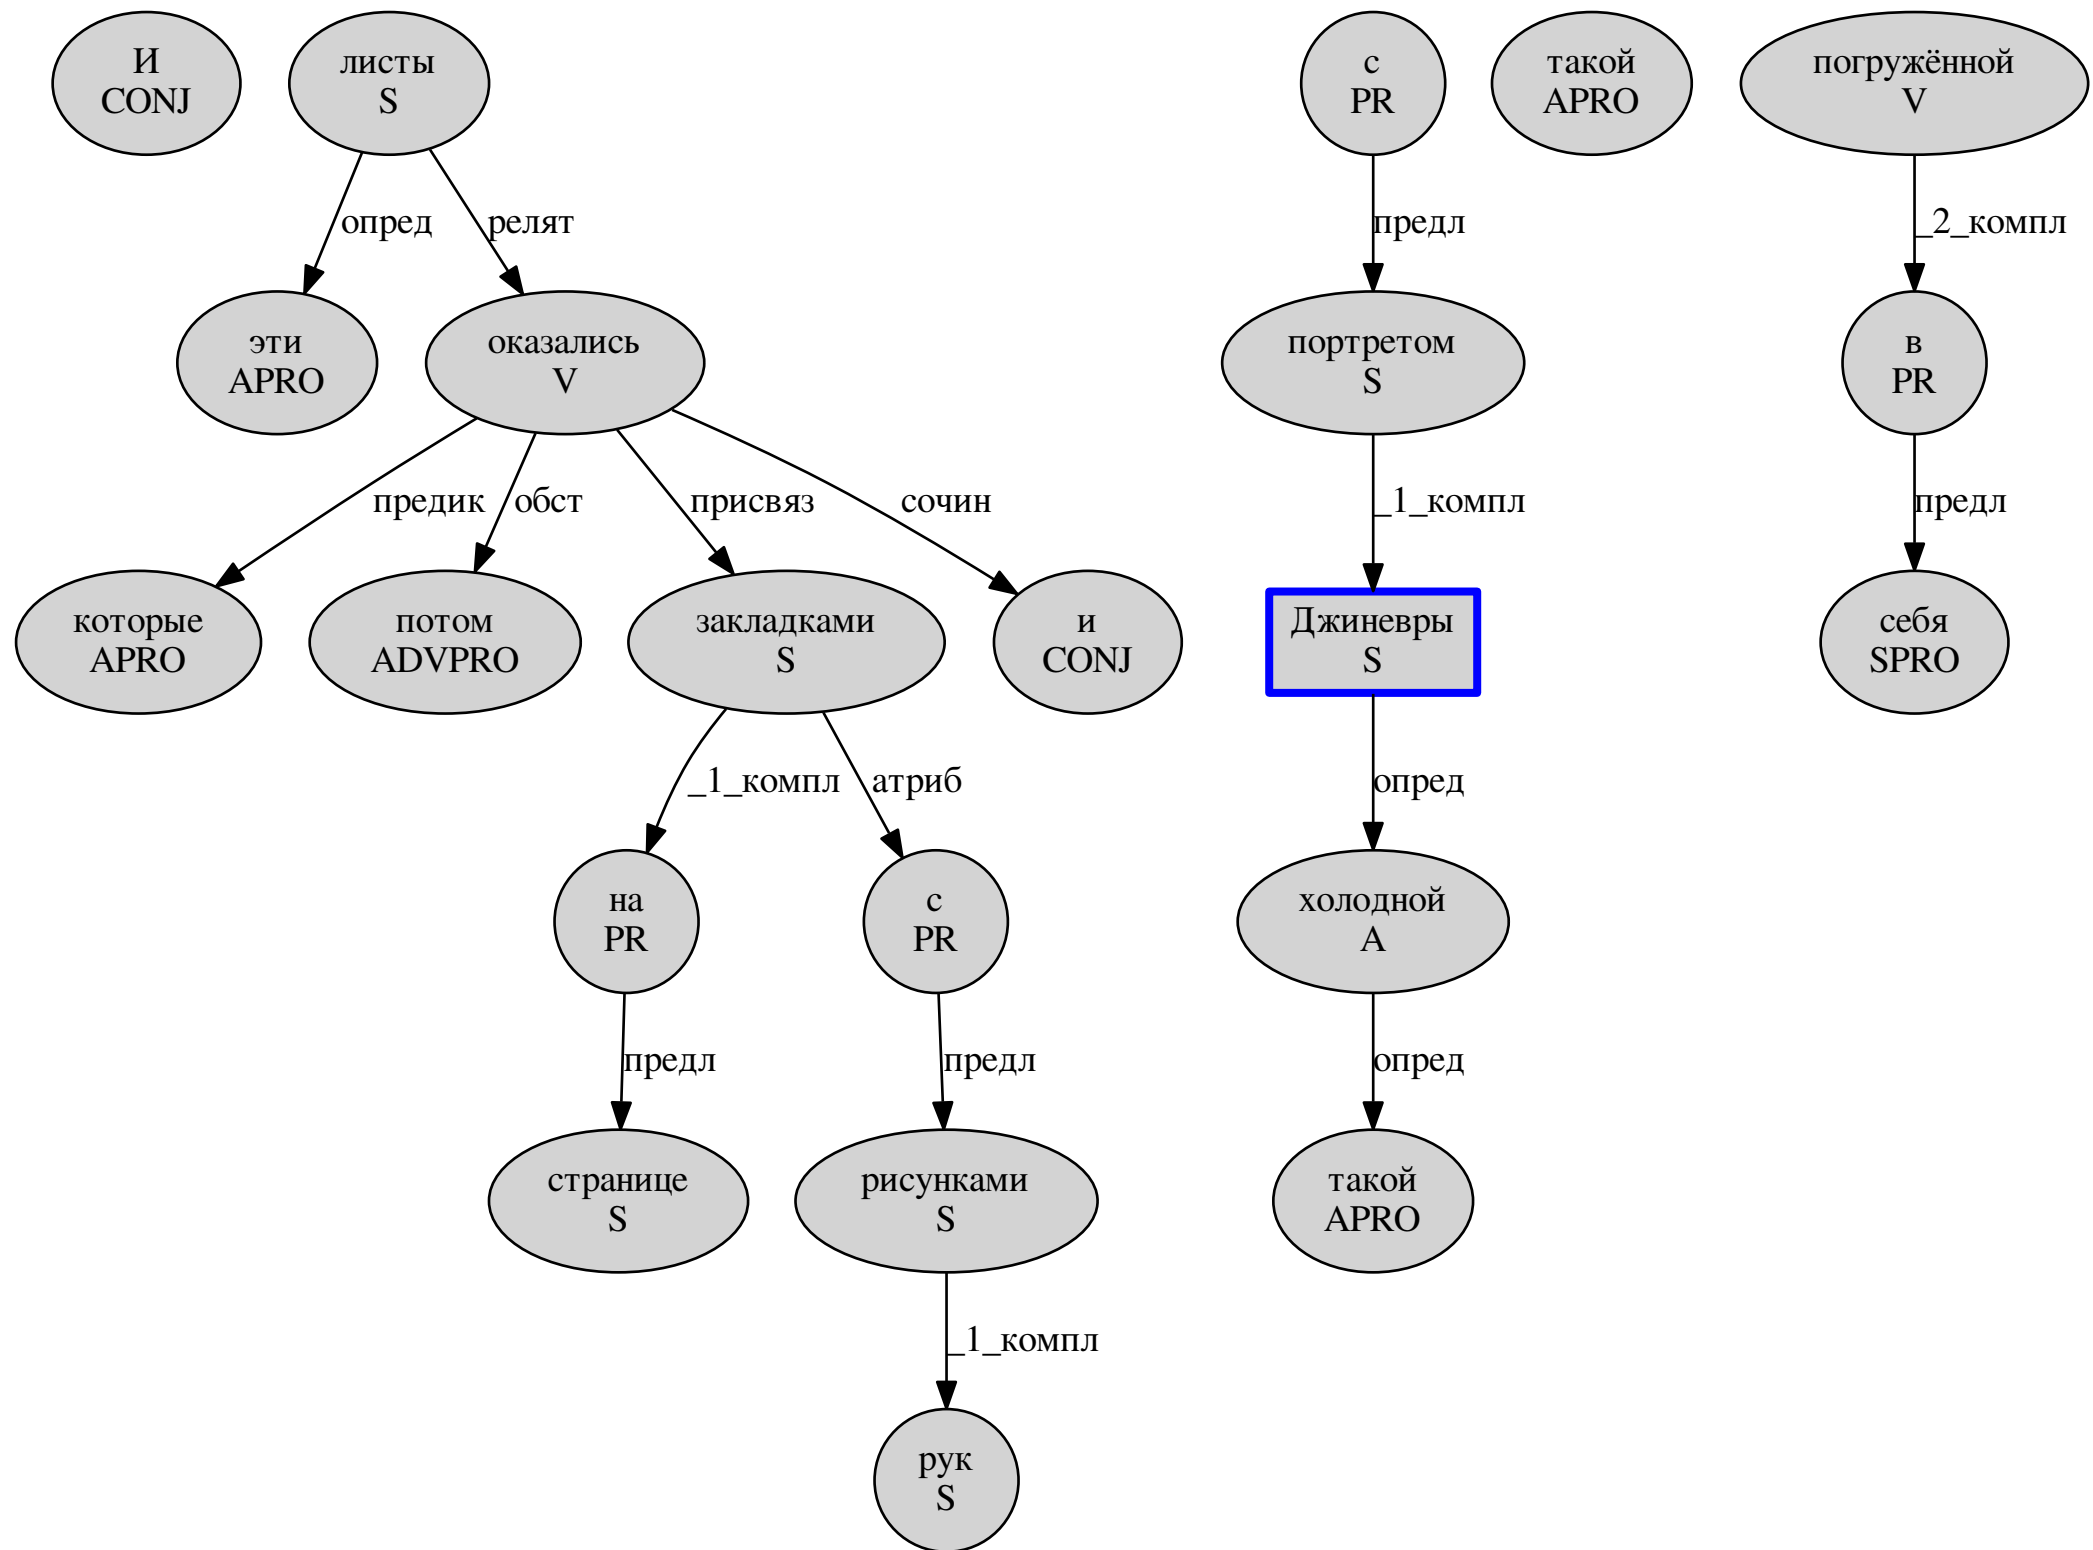 И
CONJ
листы
S
с
PR
такой
APRO
погружённой
V
опред
релят
предл
_2_компл
эти
APRO
оказались
V
портретом
S
в
PR
предик
обст
присвяз
сочин
_1_компл
предл
которые
APRO
потом
ADVPRO
закладками
S
и
CONJ
Джиневры
S
себя
SPRO
_1_компл
атриб
опред
на
PR
с
PR
холодной
A
предл
предл
опред
странице
S
рисунками
S
такой
APRO
_1_компл
рук
S